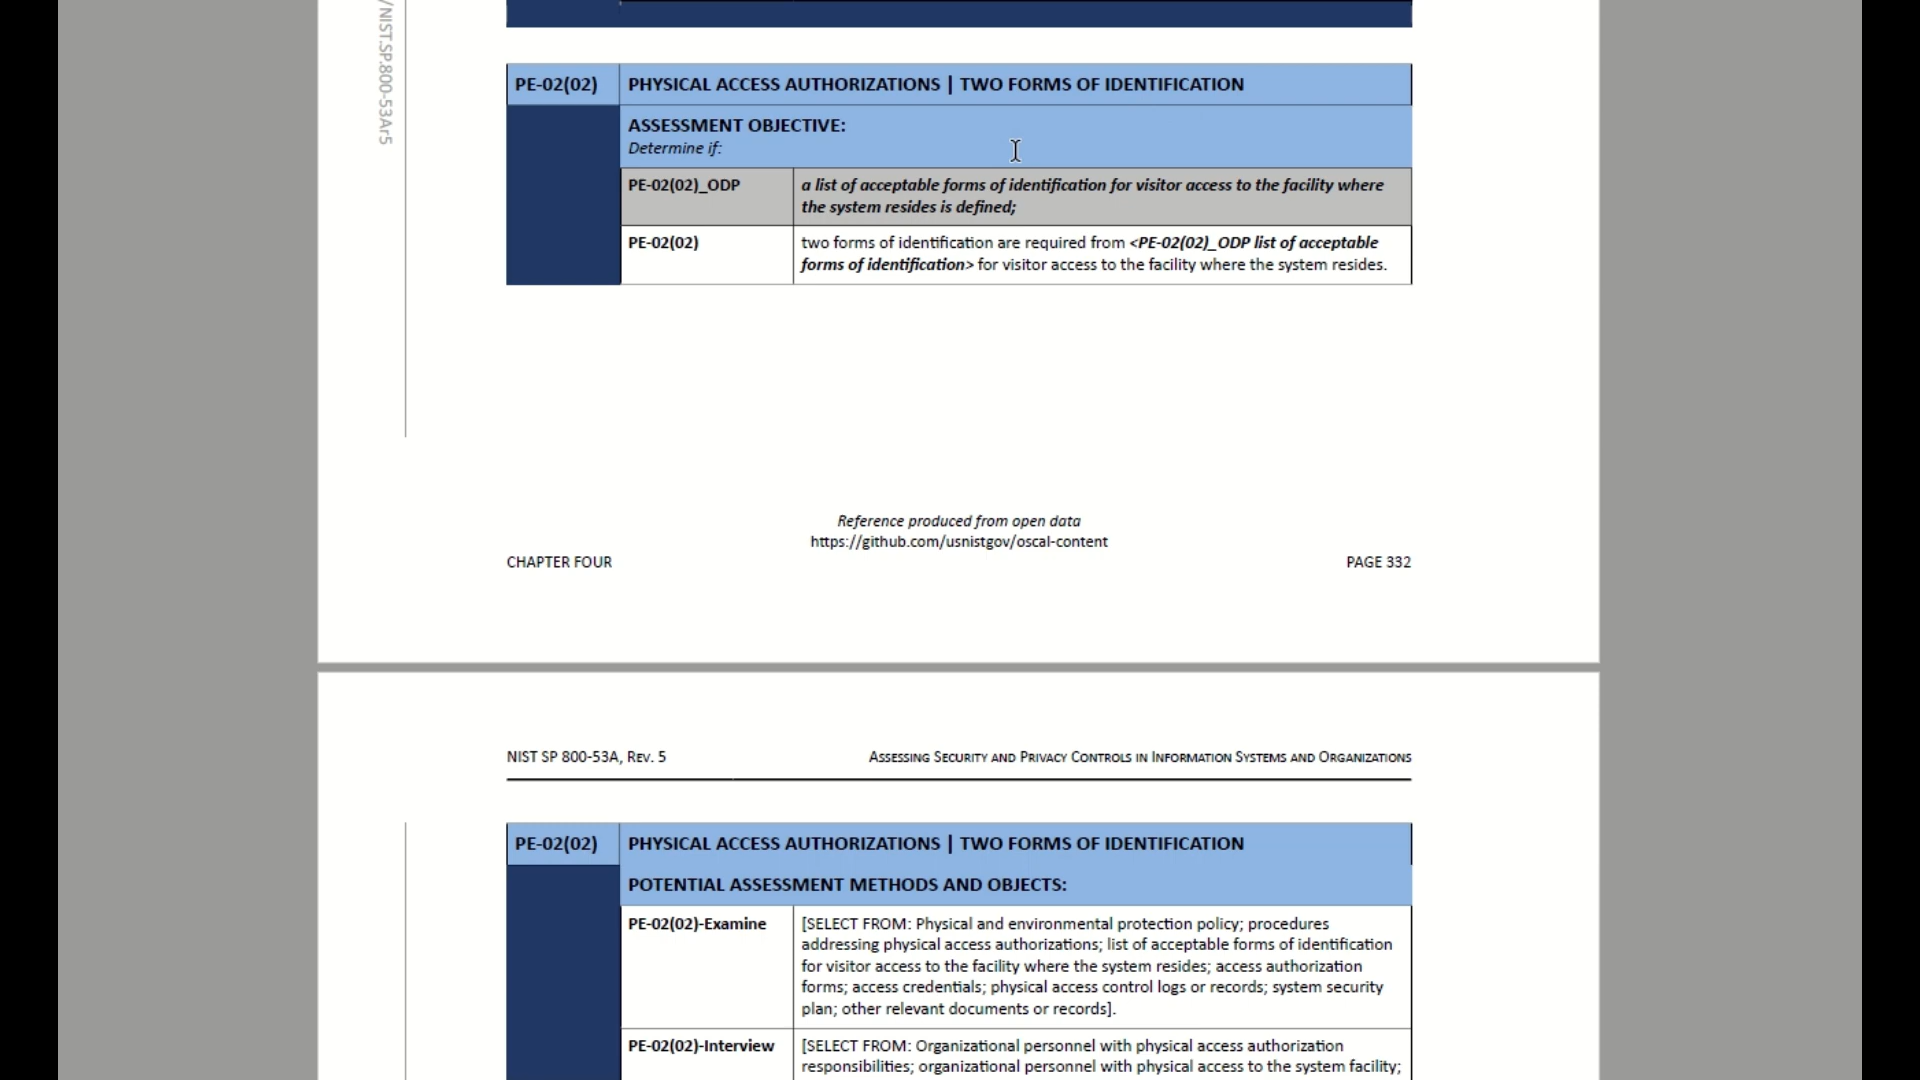 /NIST.SP.800-53Ar5
PE-02(02) PHYSICAL ACCESS AUTHORIZATIONS | TWO FORMS OF IDENTIFICATION
ASSESSMENT OBJECTIVE:
Determine if:
PE-02(02)_ODP a list of acceptable forms of identification for visitor access to the facility where
the system resides is defined;
PE-02(02) two forms of identification are required from <PE-02(02)_ODP list of acceptable
forms of identification> for visitor access to the facility where the system resides.
Reference produced from open data
https://github.com/usnistgov/oscal-content
CHAPTER FOUR PAGE 332
NIST SP 800-53A, REV. 5 ASSESSING SECURITY AND PRIVACY CONTROLS IN INFORMATION SYSTEMS AND ORGANIZATIONS
PE-02(02) PHYSICAL ACCESS AUTHORIZATIONS | TWO FORMS OF IDENTIFICATION
POTENTIAL ASSESSMENT METHODS AND OBJECTS:
PE-02(02)-Examine [SELECT FROM: Physical and environmental protection policy; procedures
addressing physical access authorizations; list of acceptable forms of identification
for visitor access to the facility where the system resides; access authorization
forms; access credentials; physical access control logs or records; system security
plan; other relevant documents or records].
PE-02(02)-Interview [SELECT FROM: Organizational personnel with physical access authorization
responsibilities; organizational personnel with physical access to the system facility;